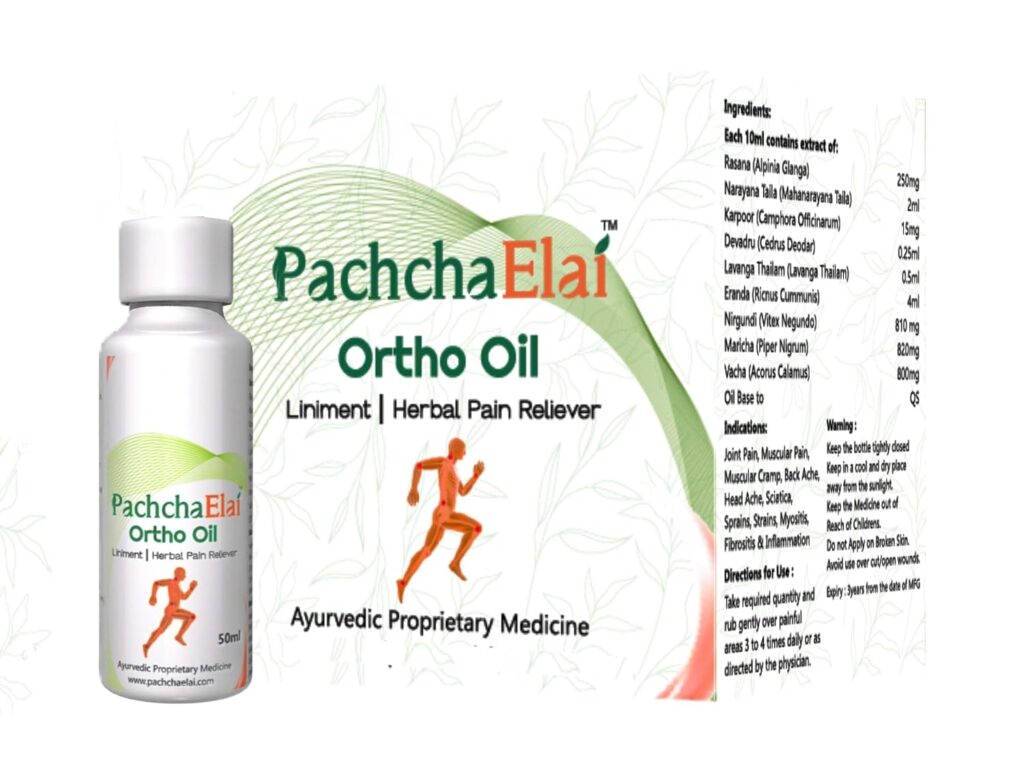 PachchaElai™
Ortho Oil
Liniment | Herbal Pain Reliever
50ml
Ayurvedic Proprietary Medicine
www.pachchaelai.com
PachchaElai™
Ortho Oil
Liniment | Herbal Pain Reliever
Ayurvedic Proprietary Medicine
Ingredients:
Each 10ml contains extract of:
Rasana (Alpinia Glanga) 250mg
Narayana Taila (Mahanarayana Taila) 2ml
Karpoor (Camphora Officinarum) 15mg
Devadru (Cedrus Deodar) 0.25ml
Lavanga Thailam (Lavanga Thailam) 0.5ml
Eranda (Ricnus Cummunis) 4ml
Nirgundi (Vitex Negundo) 810 mg
Maricha (Piper Nigrum) 820mg
Vacha (Acorus Calamus) 800mg
Oil Base to QS
Indications:
Joint Pain, Muscular Pain,
Muscular Cramp, Back Ache,
Head Ache, Sciatica,
Sprains, Strains, Myositis,
Fibrositis & Inflammation
Directions for Use :
Take required quantity and
rub gently over painful
areas 3 to 4 times daily or as
directed by the physician.
Warning :
Keep the bottle tightly closed
Keep in a cool and dry place
away from the sunlight.
Keep the Medicine out of
Reach of Childrens.
Do not Apply on Broken Skin.
Avoid use over cut/open wounds.
Expiry : 3years from the date of MFG